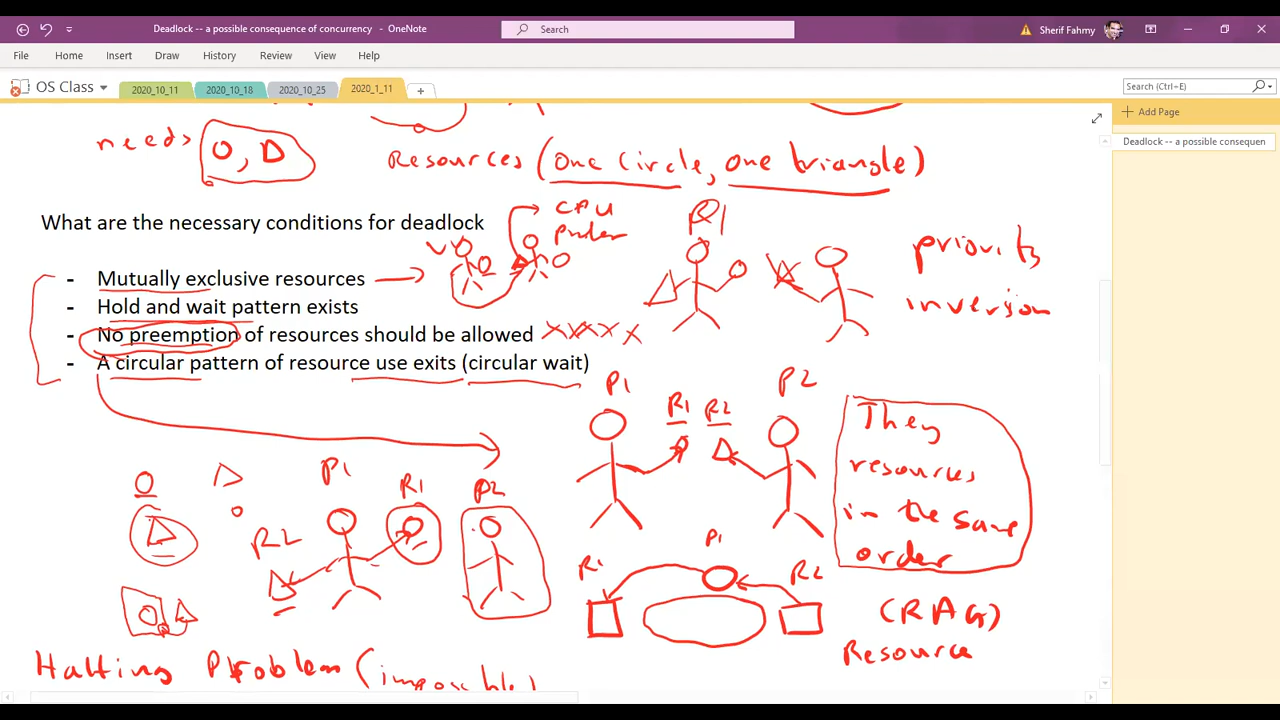 Deadlock -- a possible consequence of concurrency - OneNote
Search
Sherif Fahmy
File Home Insert Draw History Review View Help
OS Class
2020_10_11 2020_10_18 2020_10_25 2020_1_11
Search (Ctrl+E)
Add Page
Deadlock -- a possible consequen
needs
Resources (one circle, one triangle)
What are the necessary conditions for deadlock
CPU
R1
priority
inversion
- Mutually exclusive resources
- Hold and wait pattern exists
- No preemption of resources should be allowed
- A circular pattern of resource use exits (circular wait)
P1 R1 R2 P2
They
resources
in the same
order
P1 R1 P2
R2
P1
R1 R2
(RAG)
Resource
Halting Problem (impossible)